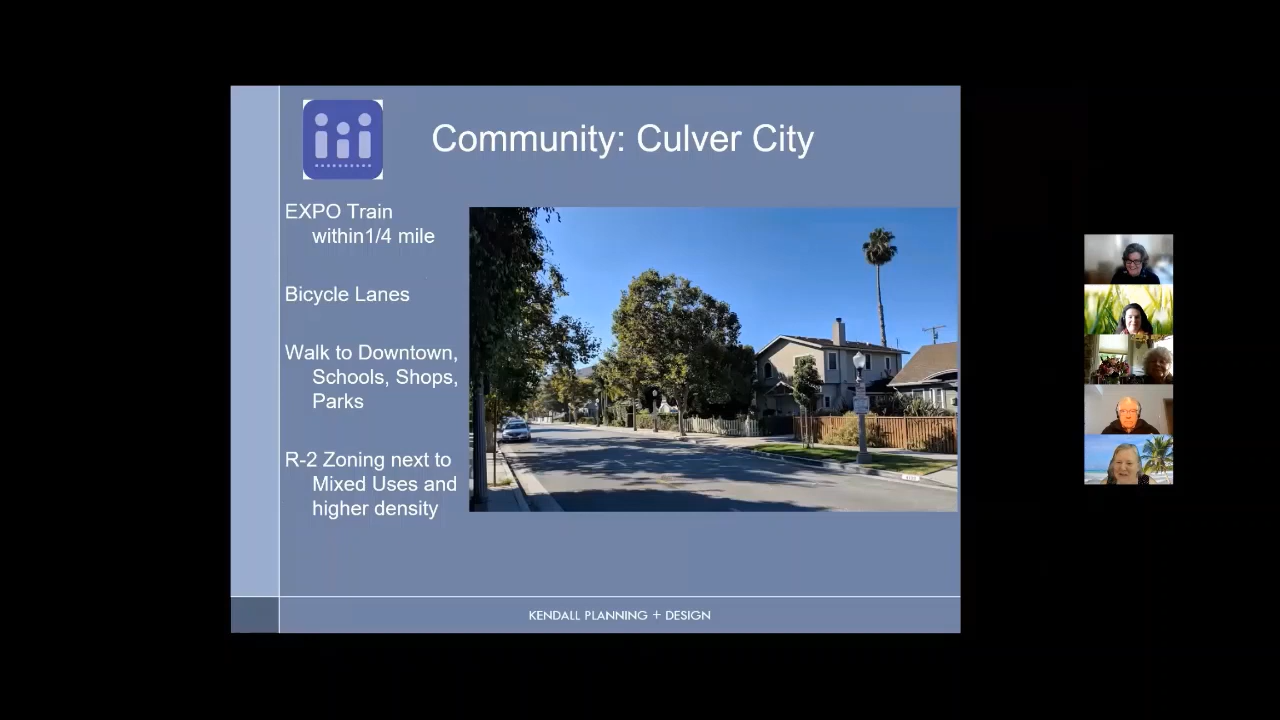 Community: Culver City
EXPO Train
within1/4 mile
Bicycle Lanes
Walk to Downtown,
Schools, Shops,
Parks
R-2 Zoning next to
Mixed Uses and
higher density
KENDALL PLANNING + DESIGN